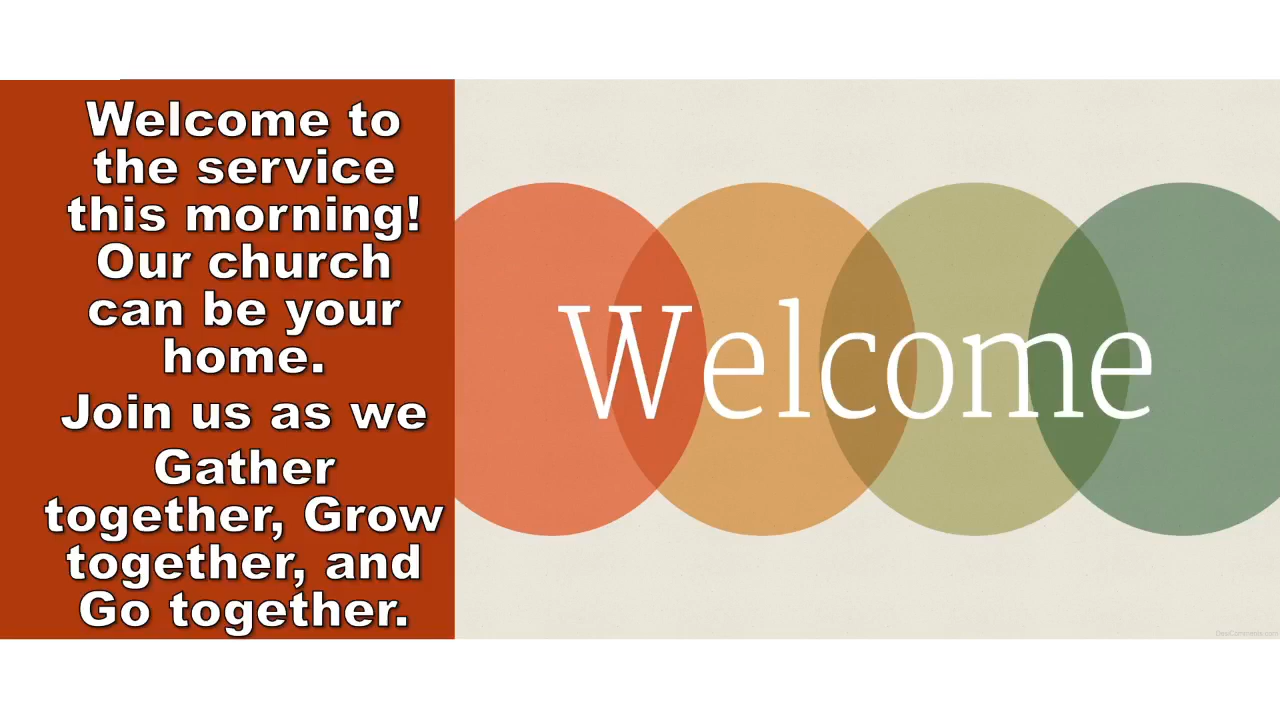 Welcome to
the service
this morning!
Our church
can be your
home.
Join us as we
Gather
together, Grow
together, and
Go together.
Welcome